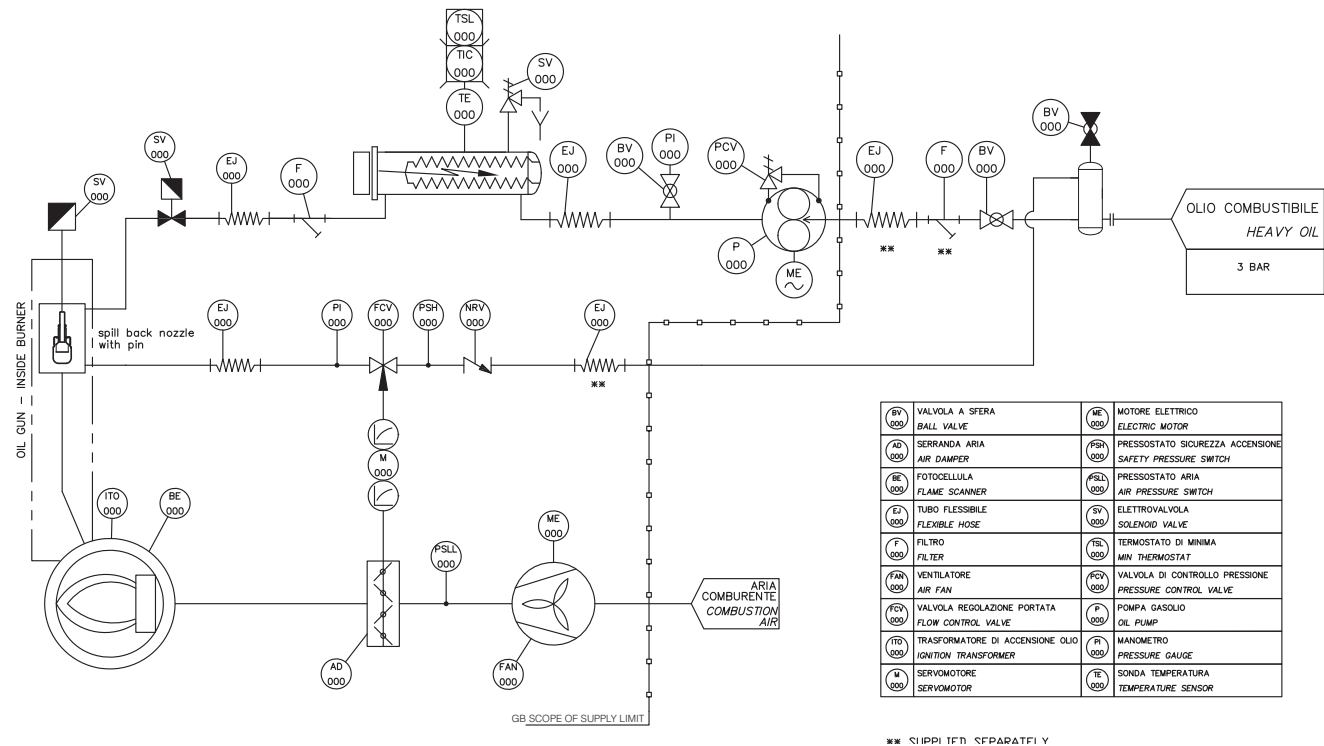 TSL
000
TIC
000
TE
000
SV
000
SV
000
SV
000
EJ
000
F
000
EJ
000
BV
000
PI
000
PCV
000
P
000
ME
EJ
000
**
F
000
**
BV
000
BV
000
OLIO COMBUSTIBILE
HEAVY OIL
3 BAR
OIL GUN - INSIDE BURNER
spill back nozzle
with pin
EJ
000
PI
000
FCV
000
PSH
000
NRV
000
EJ
000
**
M
000
ITO
000
BE
000
PSLL
000
ME
000
AD
000
FAN
000
ARIA
COMBURENTE
COMBUSTION
AIR
GB SCOPE OF SUPPLY LIMIT
BV
000
VALVOLA A SFERA
BALL VALVE
ME
000
MOTORE ELETTRICO
ELECTRIC MOTOR
AD
000
SERRANDA ARIA
AIR DAMPER
PSH
000
PRESSOSTATO SICUREZZA ACCENSIONE
SAFETY PRESSURE SWITCH
BE
000
FOTOCELLULA
FLAME SCANNER
PSLL
000
PRESSOSTATO ARIA
AIR PRESSURE SWITCH
EJ
000
TUBO FLESSIBILE
FLEXIBLE HOSE
SV
000
ELETTROVALVOLA
SOLENOID VALVE
F
000
FILTRO
FILTER
TSL
000
TERMOSTATO DI MINIMA
MIN THERMOSTAT
FAN
000
VENTILATORE
AIR FAN
PCV
000
VALVOLA DI CONTROLLO PRESSIONE
PRESSURE CONTROL VALVE
FCV
000
VALVOLA REGOLAZIONE PORTATA
FLOW CONTROL VALVE
P
000
POMPA GASOLIO
OIL PUMP
ITO
000
TRASFORMATORE DI ACCENSIONE OLIO
IGNITION TRANSFORMER
PI
000
MANOMETRO
PRESSURE GAUGE
M
000
SERVOMOTORE
SERVOMOTOR
TE
000
SONDA TEMPERATURA
TEMPERATURE SENSOR
** SUPPLIED SEPARATELY